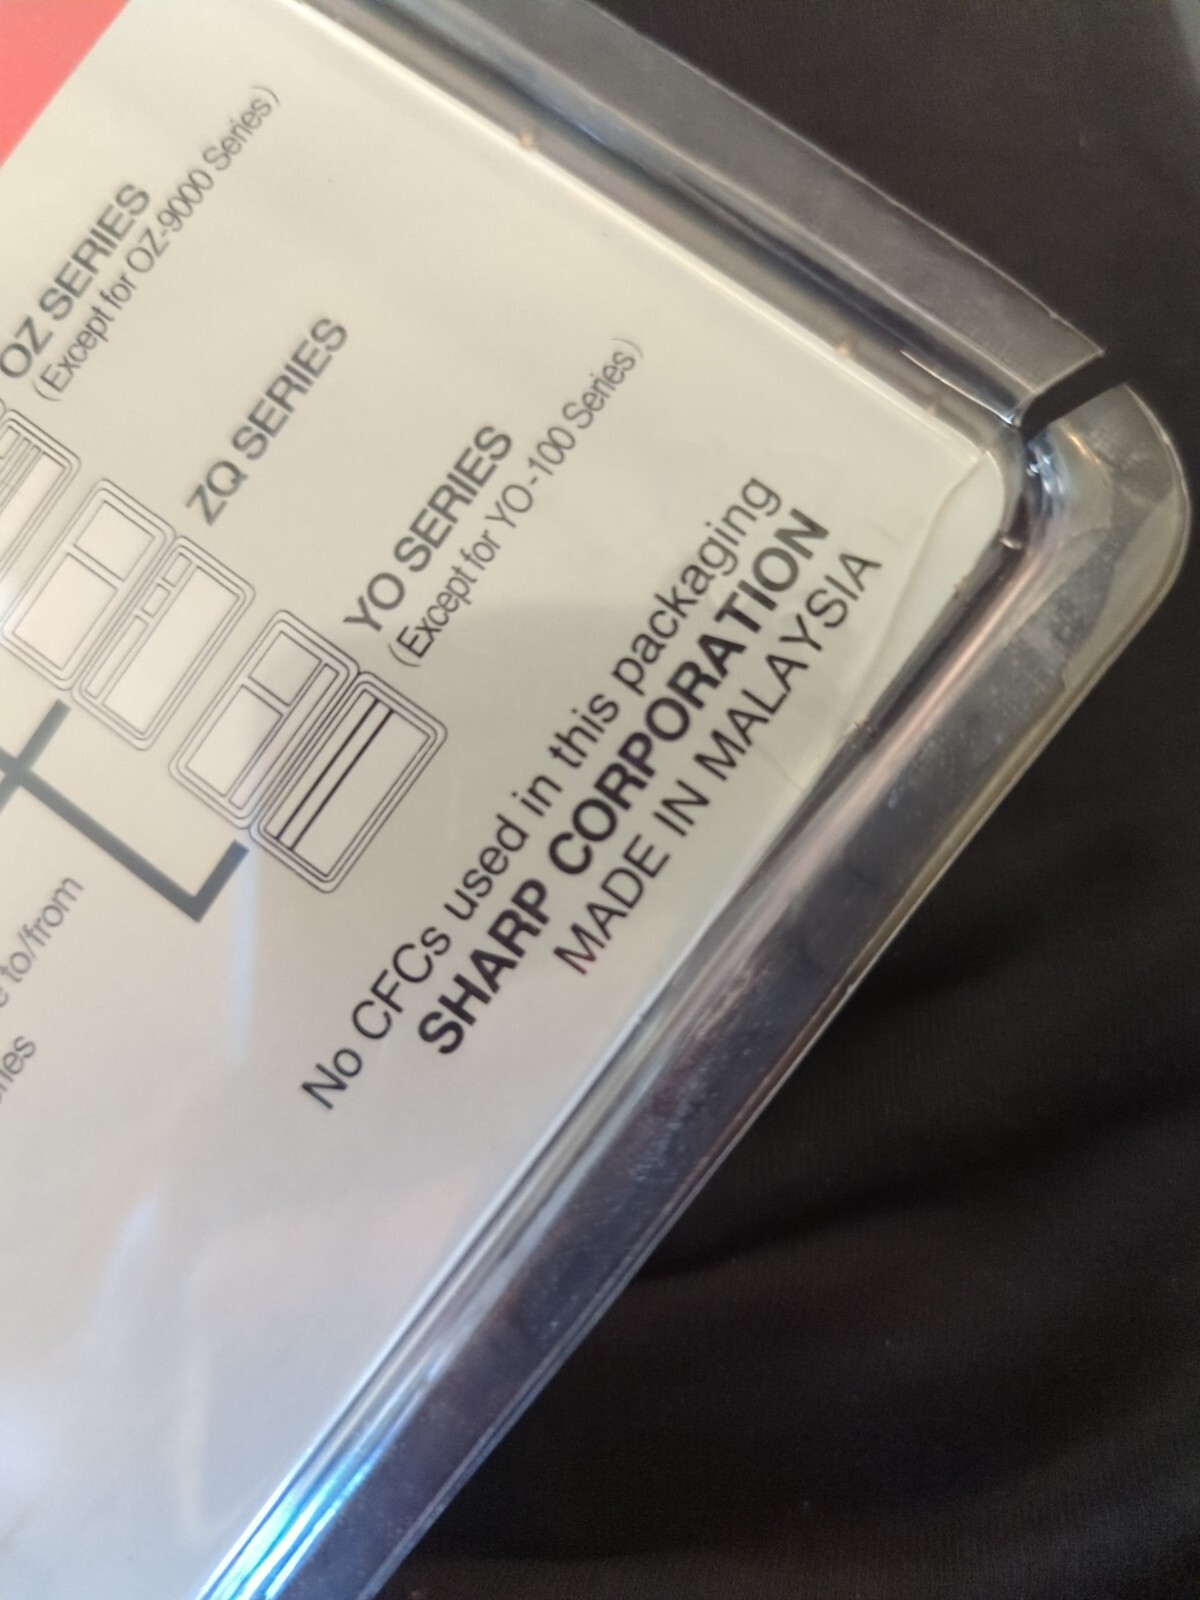 OZ SERIES
(Except for OZ-9000 Series)
ZQ SERIES
YO SERIES
(Except for YO-100 Series)
to/from
No CFCs used in this packaging
SHARP CORPORATION
MADE IN MALAYSIA